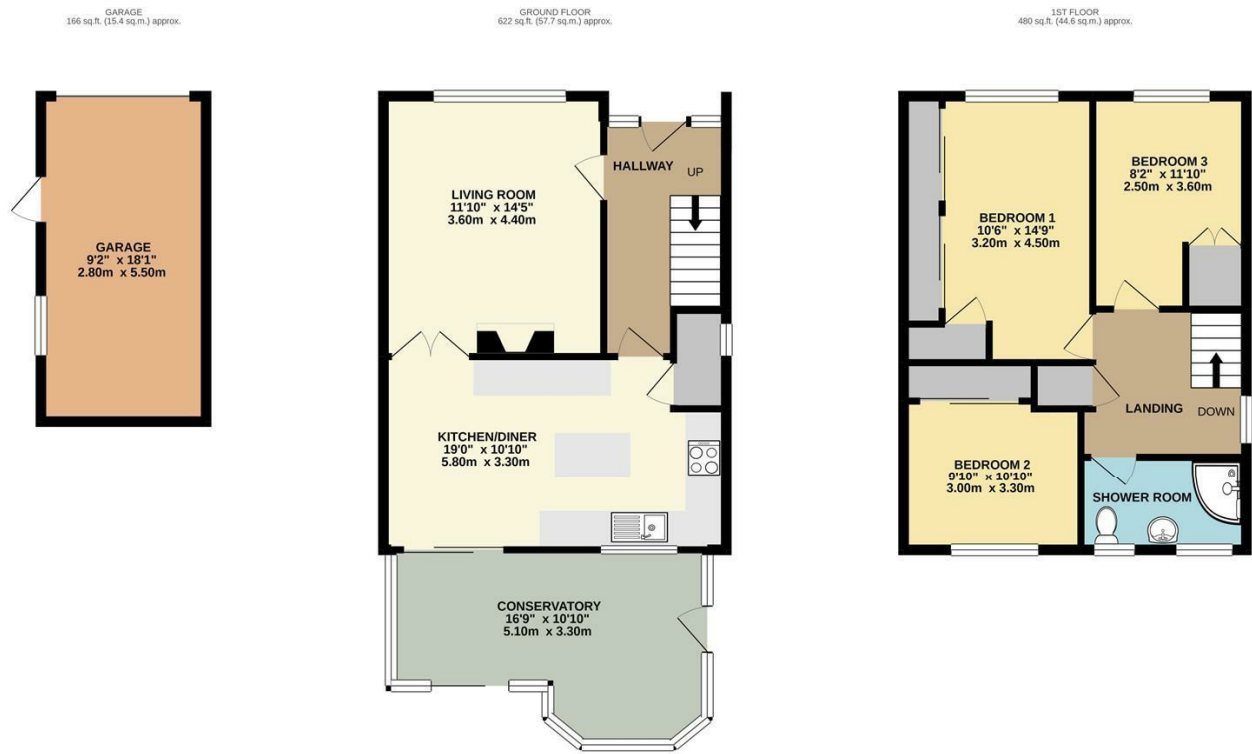 GARAGE
166 sq.ft. (15.4 sq.m.) approx.
GROUND FLOOR
622 sq.ft. (57.7 sq.m.) approx.
1ST FLOOR
480 sq.ft. (44.6 sq.m.) approx.
GARAGE
9'2" x 18'1"
2.80m x 5.50m
LIVING ROOM
11'10" x 14'5"
3.60m x 4.40m
HALLWAY
UP
KITCHEN/DINER
19'0" x 10'10"
5.80m x 3.30m
CONSERVATORY
16'9" x 10'10"
5.10m x 3.30m
BEDROOM 1
10'6" x 14'9"
3.20m x 4.50m
BEDROOM 3
8'2" x 11'10"
2.50m x 3.60m
LANDING
DOWN
BEDROOM 2
9'10" x 10'10"
3.00m x 3.30m
SHOWER ROOM